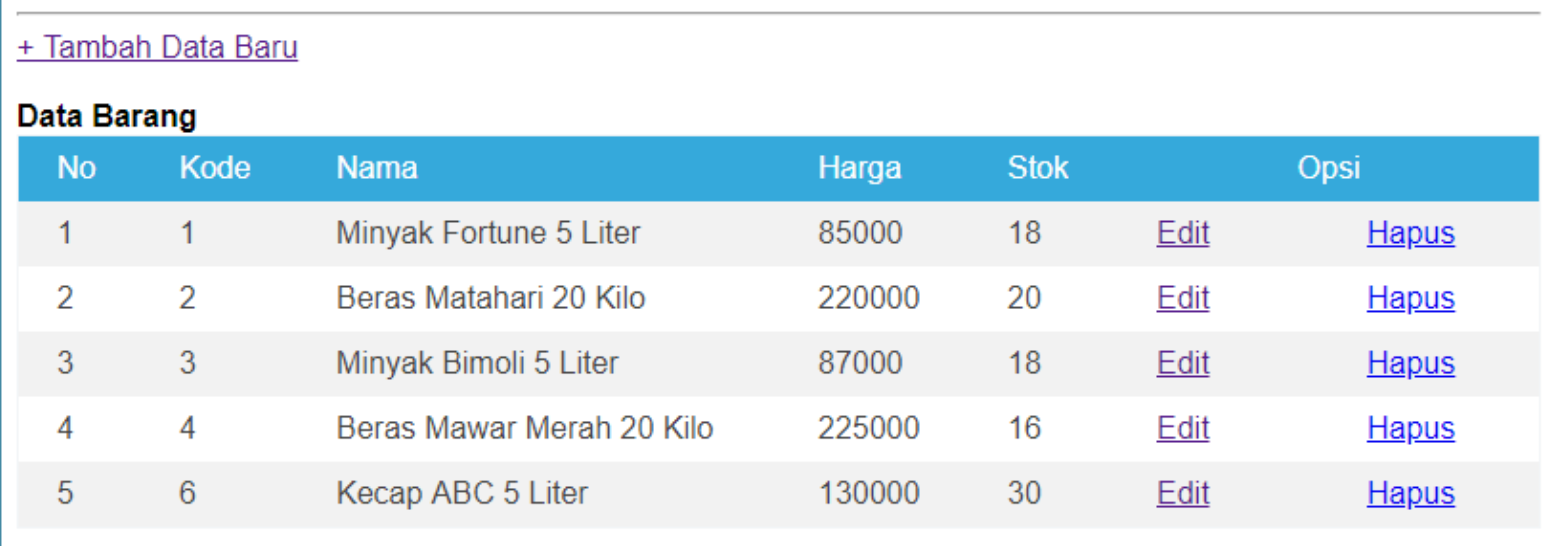 + Tambah Data Baru
Data Barang
No Kode Nama Harga Stok Opsi
1 1 Minyak Fortune 5 Liter 85000 18 Edit Hapus
2 2 Beras Matahari 20 Kilo 220000 20 Edit Hapus
3 3 Minyak Bimoli 5 Liter 87000 18 Edit Hapus
4 4 Beras Mawar Merah 20 Kilo 225000 16 Edit Hapus
5 6 Kecap ABC 5 Liter 130000 30 Edit Hapus